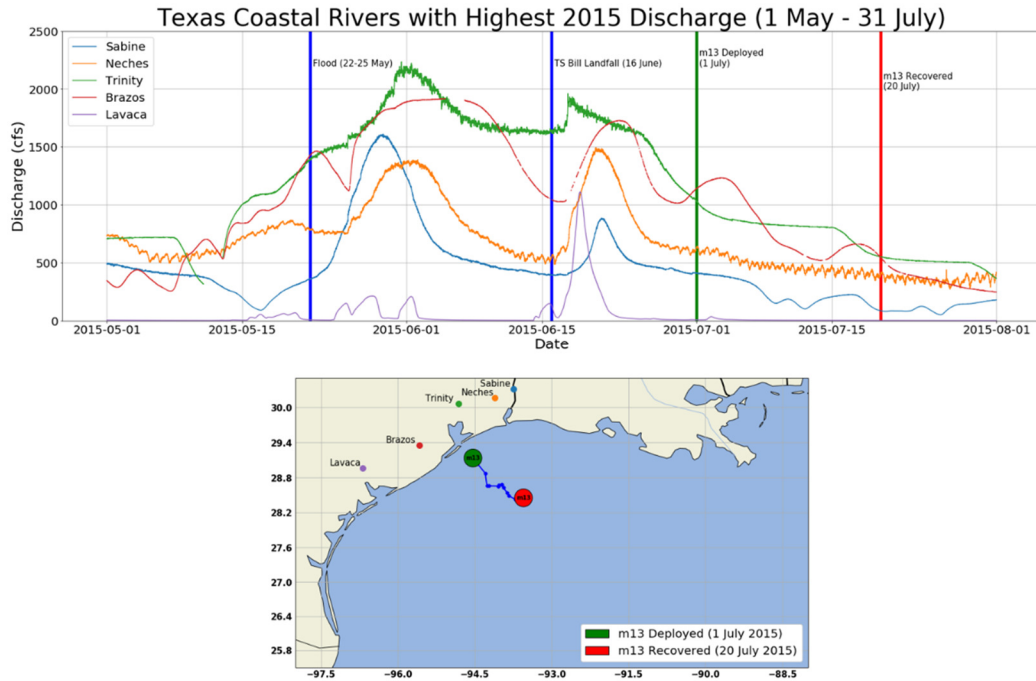 Texas Coastal Rivers with Highest 2015 Discharge (1 May - 31 July)
2500
2000
1500
1000
500
0
Discharge (cfs)
Sabine
Neches
Trinity
Brazos
Lavaca
Flood (22-25 May)
TS Bill Landfall (16 June)
m13 Deployed
(1 July)
m13 Recovered
(20 July)
2015-05-01
2015-05-15
2015-06-01
2015-06-15
2015-07-01
2015-07-15
2015-08-01
Date
30.0
29.4
28.8
28.2
27.6
27.0
26.4
25.8
Sabine
Neches
Trinity
Brazos
Lavaca
m13
m13
m13 Deployed (1 July 2015)
m13 Recovered (20 July 2015)
−97.5
−96.0
−94.5
−93.0
−91.5
−90.0
−88.5